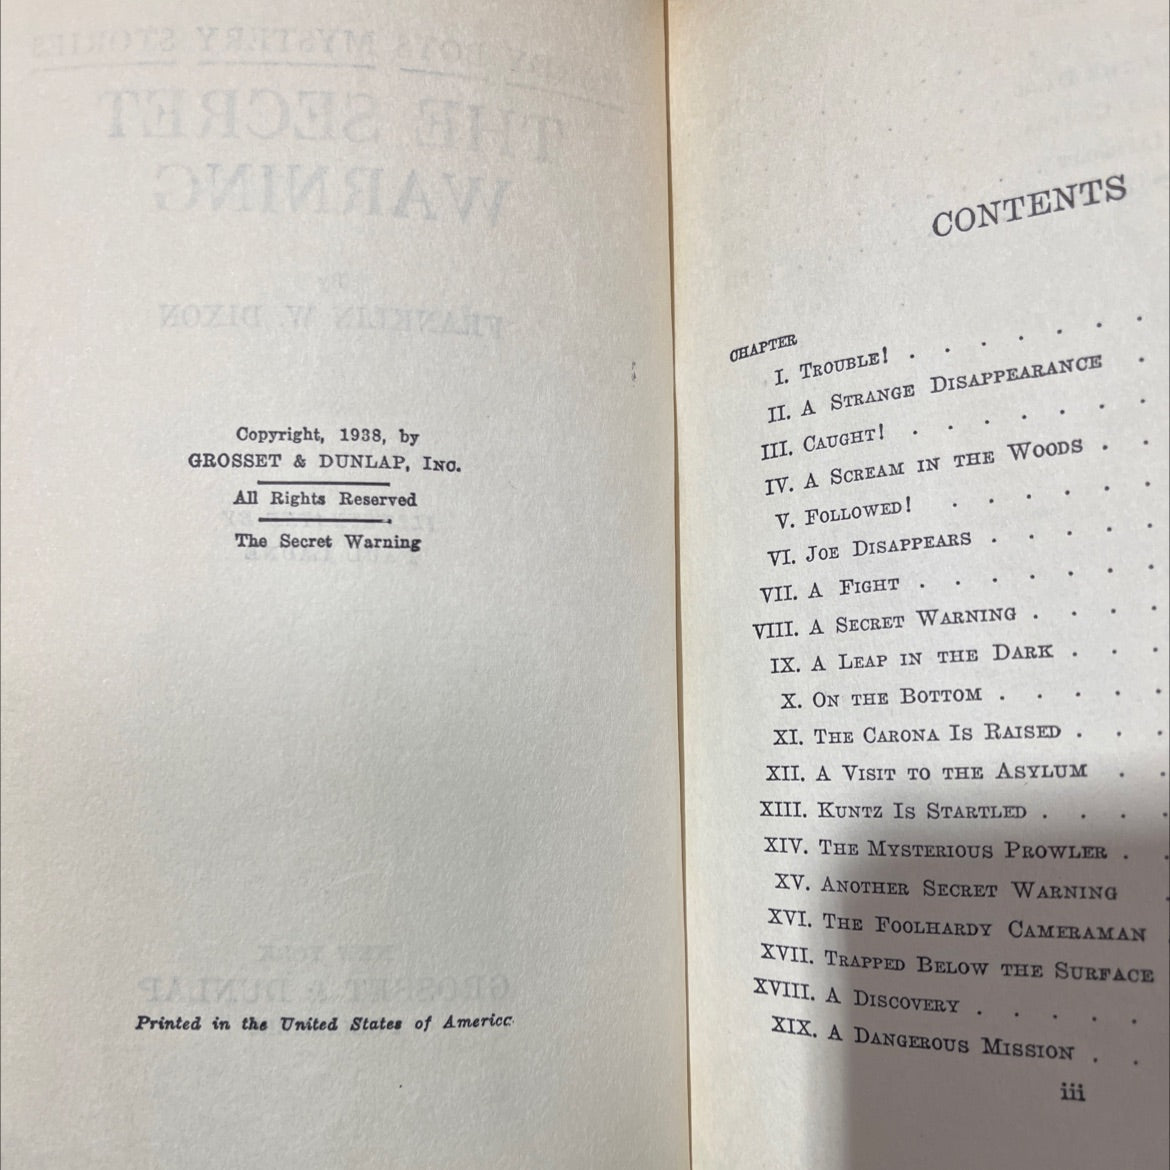 Copyright, 1938, by
GROSSET & DUNLAP, INC.
All Rights Reserved
The Secret Warning
Printed in the United States of America
CONTENTS
CHAPTER
I. TROUBLE! . . . . . .
II. A STRANGE DISAPPEARANCE .
III. CAUGHT! . . . . . .
IV. A SCREAM IN THE WOODS . .
V. FOLLOWED! . . . . . .
VI. JOE DISAPPEARS . . . . .
VII. A FIGHT . . . . . . .
VIII. A SECRET WARNING . . . .
IX. A LEAP IN THE DARK . . .
X. ON THE BOTTOM . . . . .
XI. THE CARONA IS RAISED . . .
XII. A VISIT TO THE ASYLUM . .
XIII. KUNTZ IS STARTLED . . . .
XIV. THE MYSTERIOUS PROWLER . .
XV. ANOTHER SECRET WARNING .
XVI. THE FOOLHARDY CAMERAMAN
XVII. TRAPPED BELOW THE SURFACE
XVIII. A DISCOVERY . . . . .
XIX. A DANGEROUS MISSION . .
iii